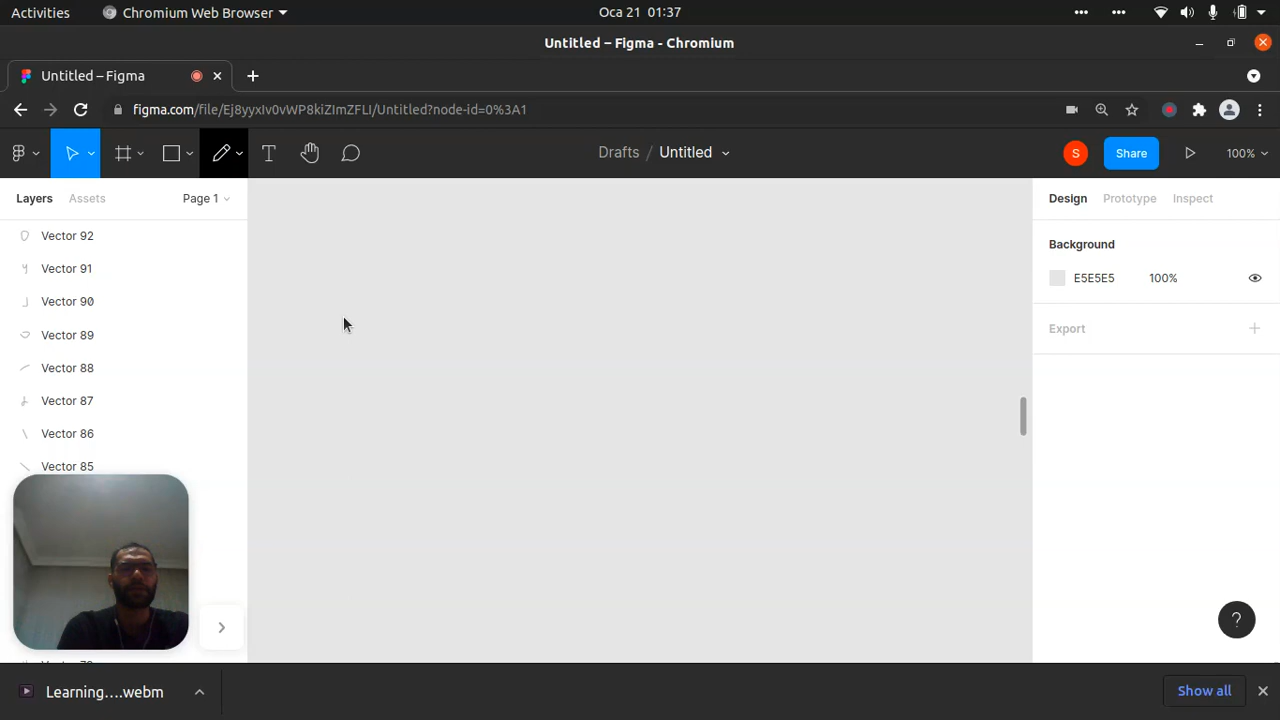 Activities Chromium Web Browser Oca 21 01:37
Untitled – Figma - Chromium
Untitled – Figma
figma.com/file/Ej8yyxIv0vWP8kiZImZFLI/Untitled?node-id=0%3A1
Drafts / Untitled S Share 100%
Layers Assets Page 1 Design Prototype Inspect
Vector 92
Background
Vector 91
E5E5E5 100%
Vector 90
Export
Vector 89
Vector 88
Vector 87
Vector 86
Vector 85
?
Learning....webm Show all